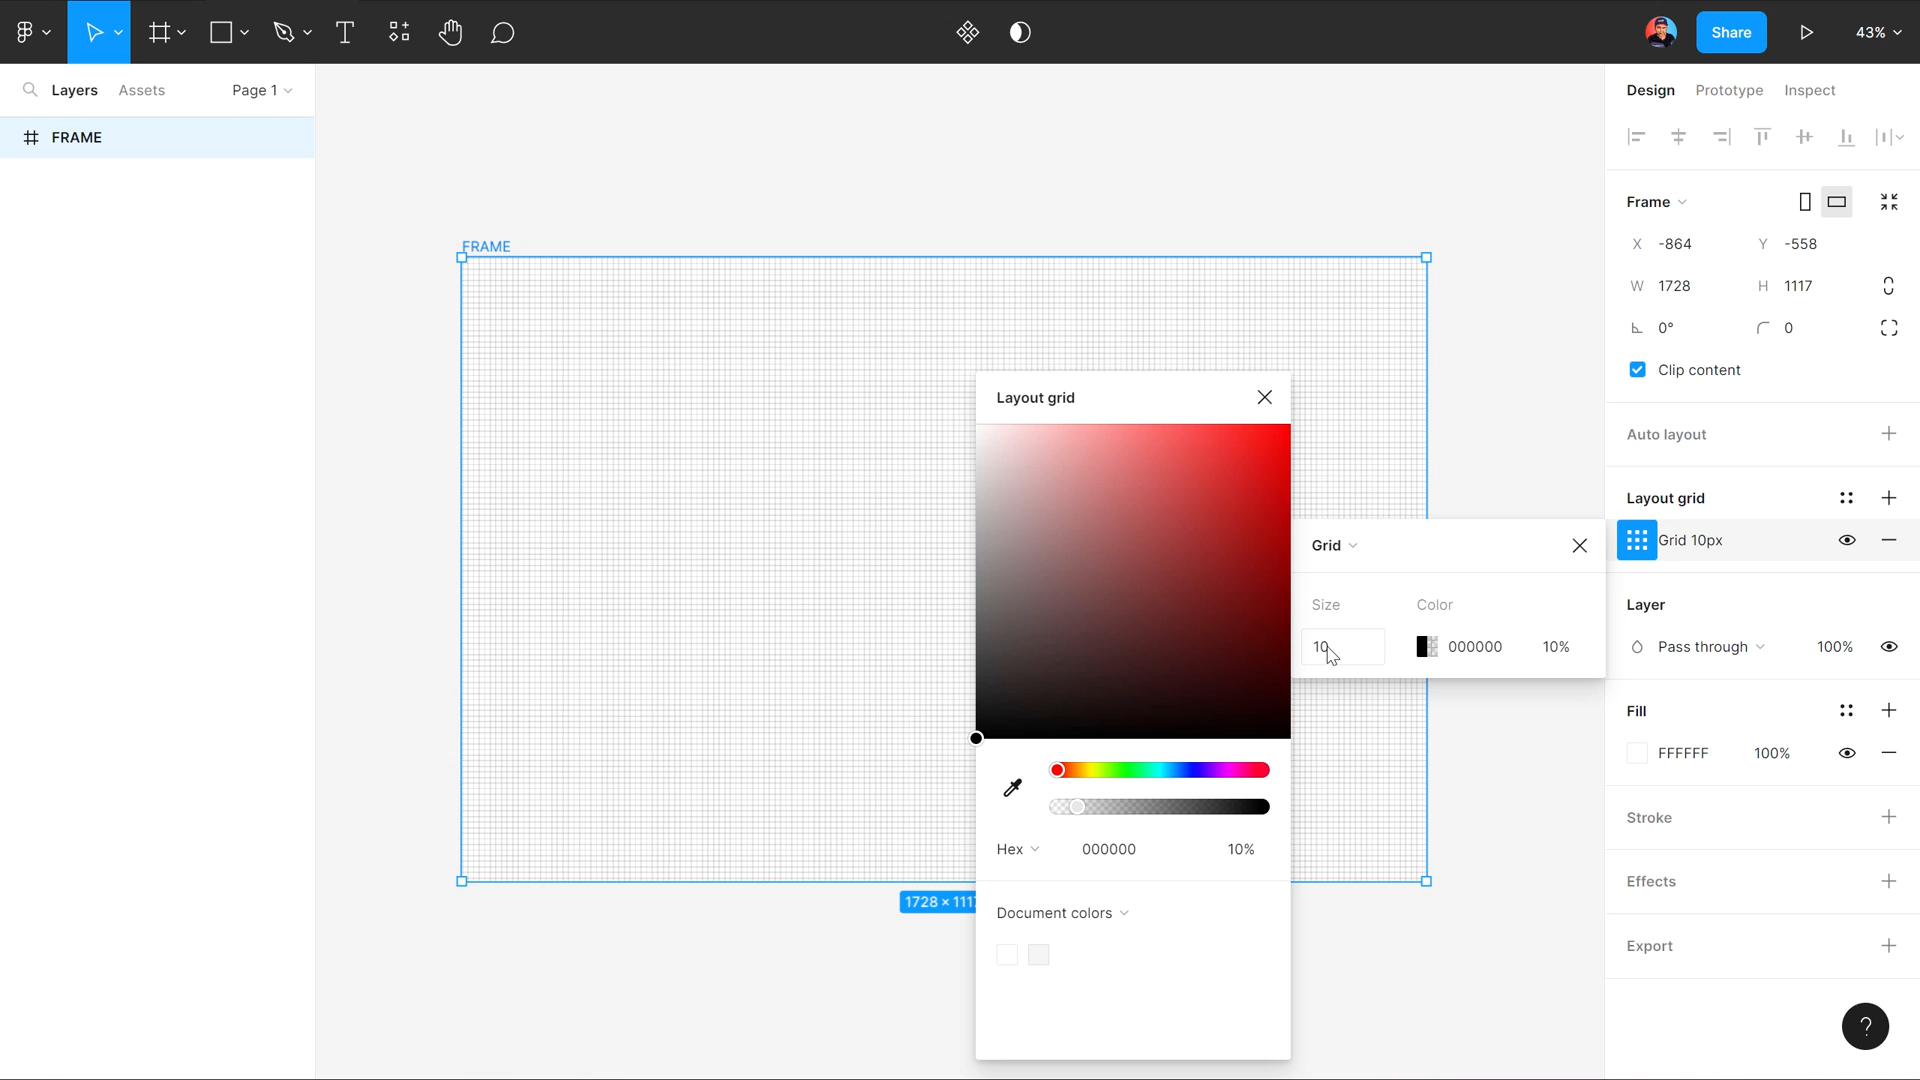 Share
43%
Layers
Assets
Page 1
FRAME
FRAME
1728 × 111
Layout grid
Hex
000000
10%
Document colors
Grid
Size
Color
10
000000
10%
Design
Prototype
Inspect
Frame
X -864
Y -558
W 1728
H 1117
0°
0
Clip content
Auto layout
Layout grid
Grid 10px
Layer
Pass through
100%
Fill
FFFFFF
100%
Stroke
Effects
Export
?